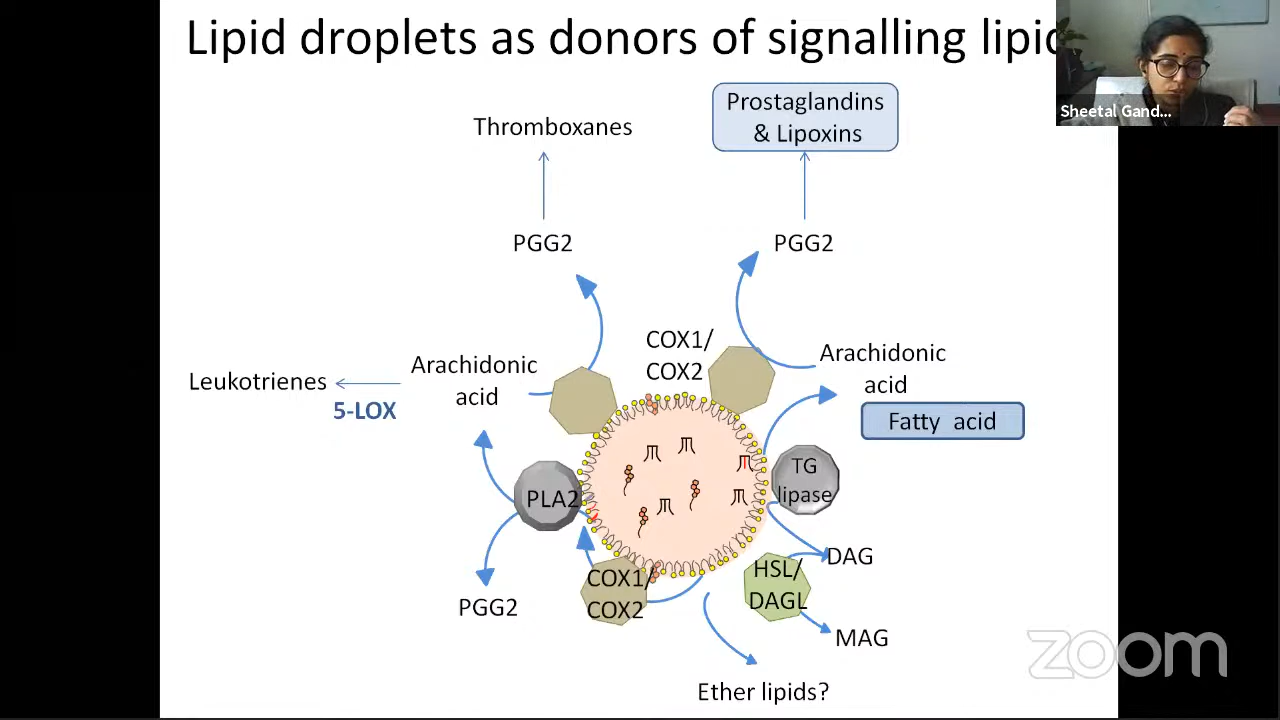 Lipid droplets as donors of signalling
Sheetal Gand...
Prostaglandins
& Lipoxins
Thromboxanes
PGG2
PGG2
COX1/
COX2
Arachidonic
acid
Fatty acid
Arachidonic
acid
Leukotrienes
5-LOX
TG
lipase
PLA2
DAG
HSL/
DAGL
COX1/
COX2
PGG2
MAG
Ether lipids?
zoom